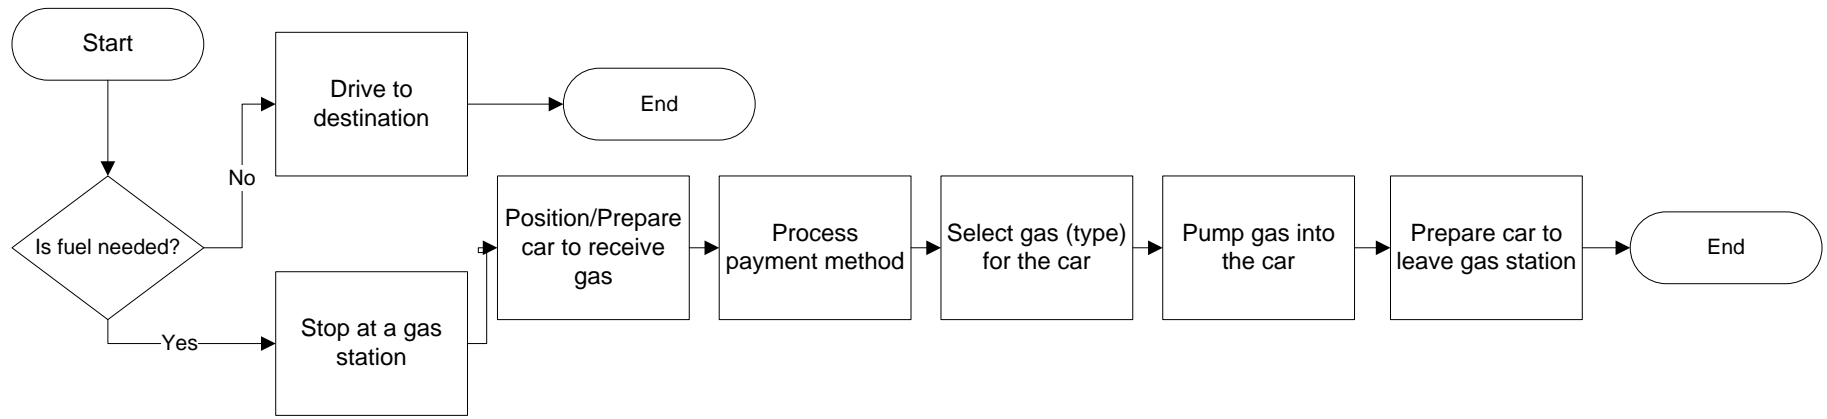 Start
Drive to
destination
End
No
Is fuel needed?
Yes
Stop at a gas
station
Position/Prepare
car to receive
gas
Process
payment method
Select gas (type)
for the car
Pump gas into
the car
Prepare car to
leave gas station
End